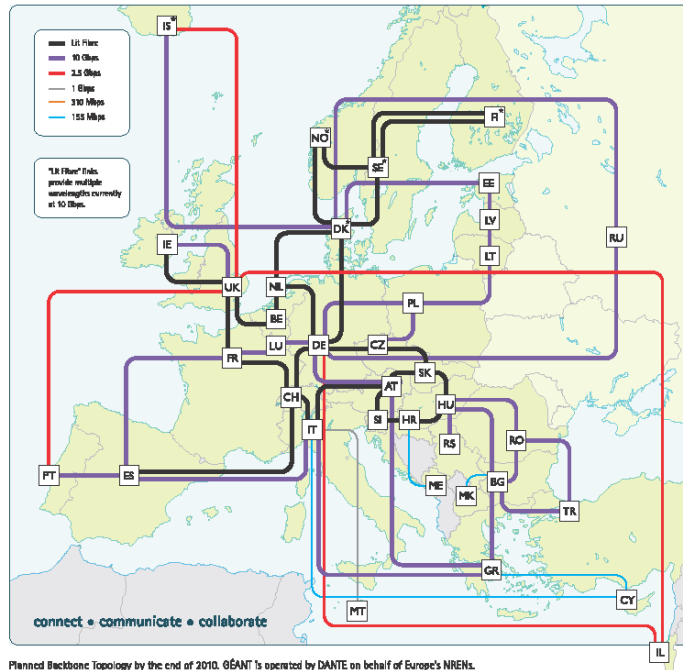 IS*
Lit Fibre
10 Gbps
2.5 Gbps
1 Gbps
310 Mbps
155 Mbps
"Lit Fibre" links
provide multiple
wavelengths currently
at 10 Gbps.
FI*
NO*
SE*
EE
LV
DK*
RU
IE
LT
UK
NL
PL
BE
LU
DE
CZ
FR
SK
AT
CH
HU
SI
HR
IT
RO
RS
PT
ES
ME
MK
BG
TR
GR
CY
MT
connect • communicate • collaborate
IL
Planned Backbone Topology by the end of 2010. GÉANT is operated by DANTE on behalf of Europe's NRENs.